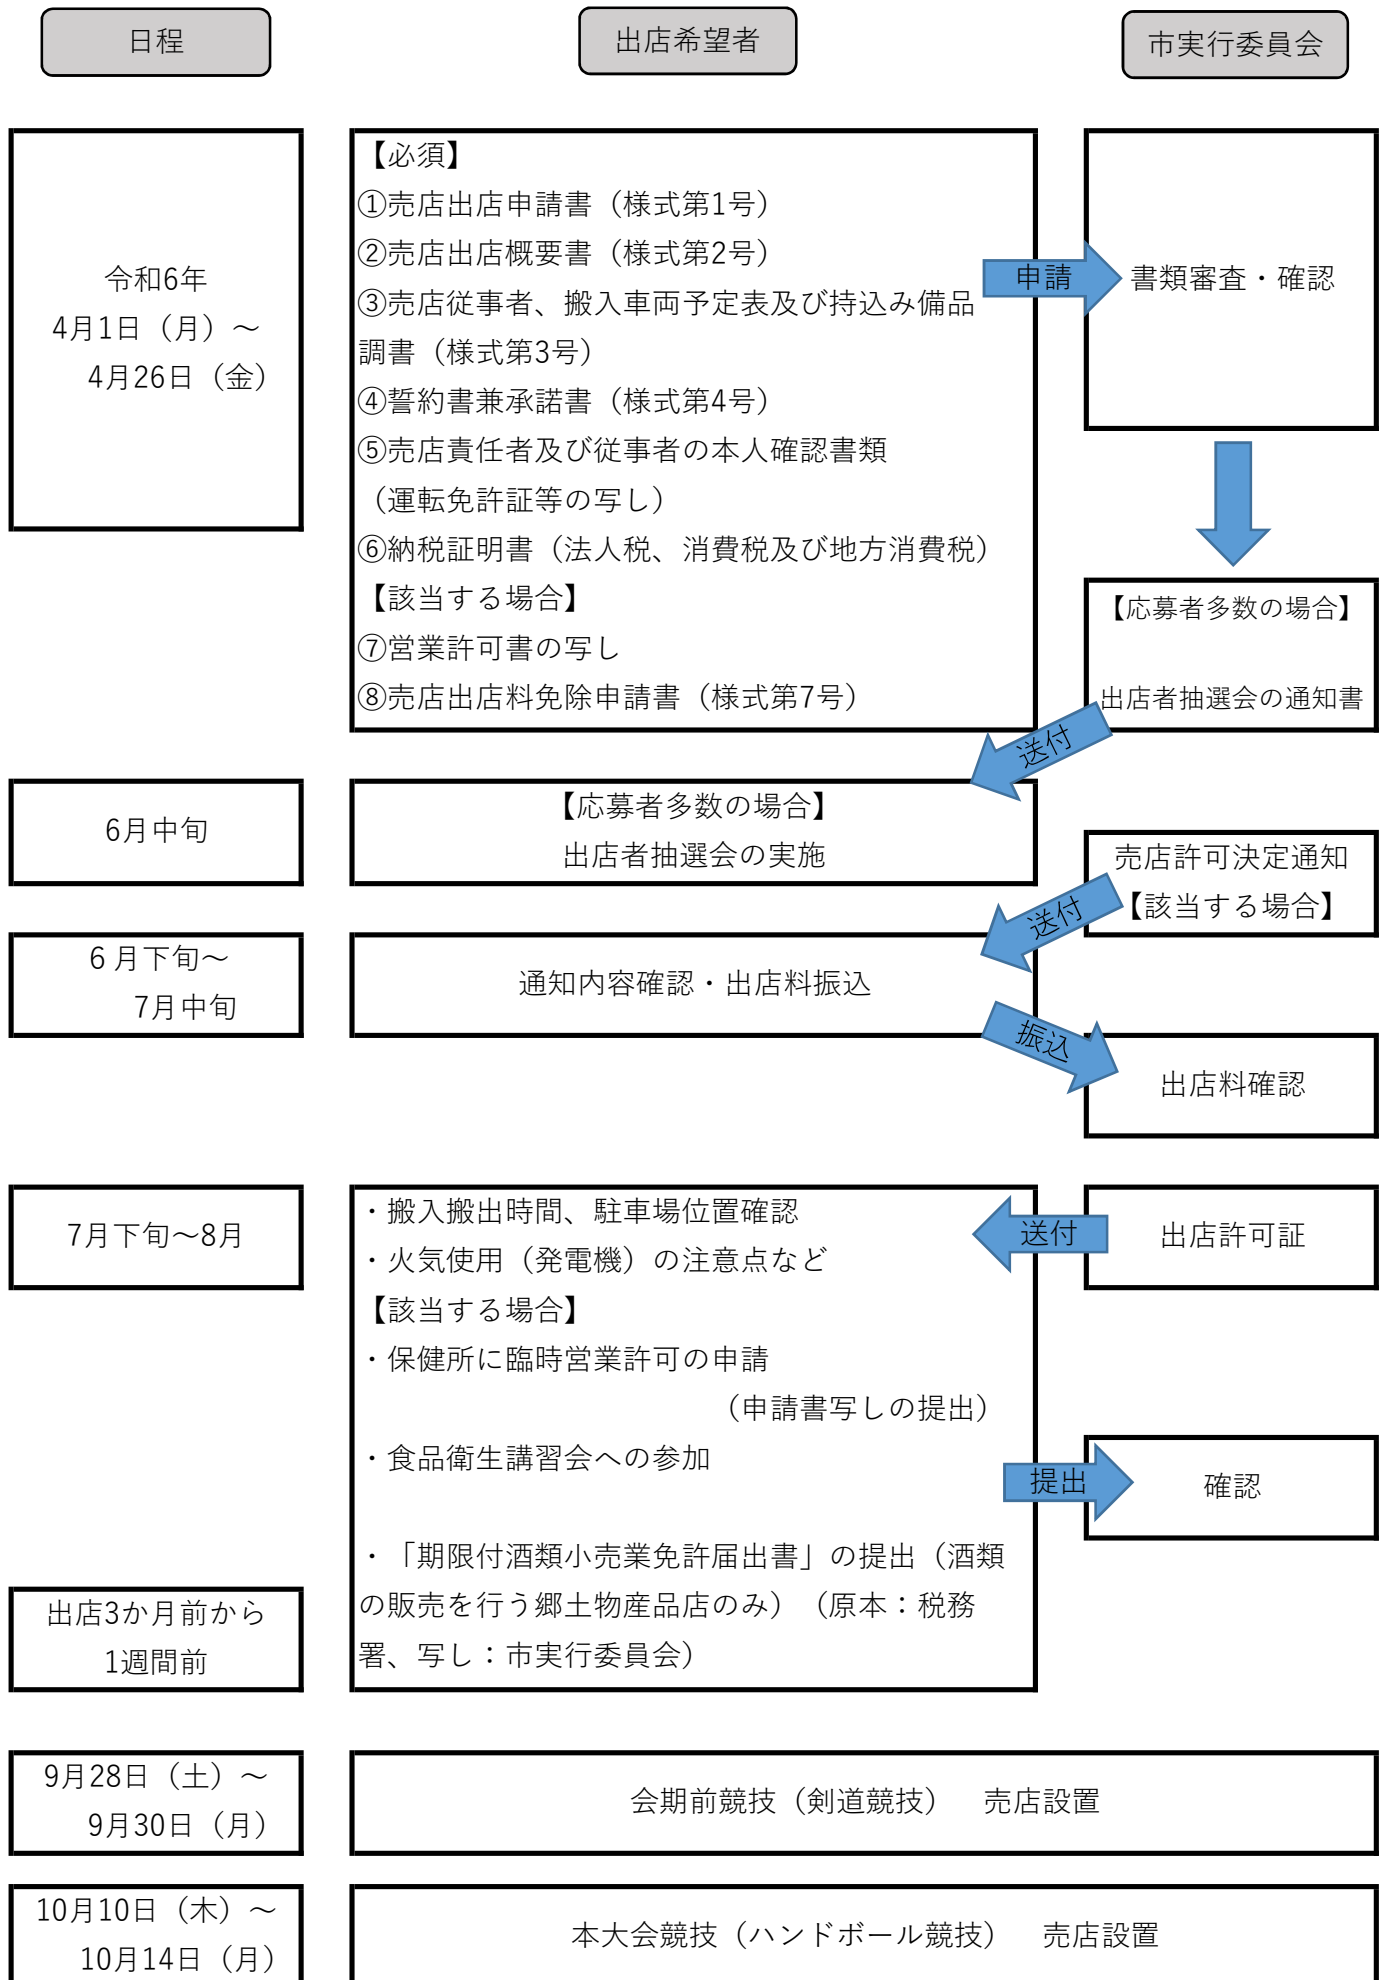 日程
出店希望者
市実行委員会
令和6年
4月1日（月）～
4月26日（金）
【必須】
①売店出店申請書（様式第1号）
②売店出店概要書（様式第2号）
③売店従事者、搬入車両予定表及び持込み備品
調書（様式第3号）
④誓約書兼承諾書（様式第4号）
⑤売店責任者及び従事者の本人確認書類
（運転免許証等の写し）
⑥納税証明書（法人税、消費税及び地方消費税）
【該当する場合】
⑦営業許可書の写し
⑧売店出店料免除申請書（様式第7号）
申請
書類審査・確認
【応募者多数の場合】
出店者抽選会の通知書
送付
6月中旬
【応募者多数の場合】
出店者抽選会の実施
売店許可決定通知
【該当する場合】
送付
６月下旬～
7月中旬
通知内容確認・出店料振込
振込
出店料確認
7月下旬～8月
・搬入搬出時間、駐車場位置確認
・火気使用（発電機）の注意点など
【該当する場合】
・保健所に臨時営業許可の申請
（申請書写しの提出）
・食品衛生講習会への参加
・「期限付酒類小売業免許届出書」の提出（酒類
の販売を行う郷土物産品店のみ）（原本：税務
署、写し：市実行委員会）
送付
出店許可証
提出
確認
出店3か月前から
1週間前
9月28日（土）～
9月30日（月）
会期前競技（剣道競技）　売店設置
10月10日（木）～
10月14日（月）
本大会競技（ハンドボール競技）　売店設置